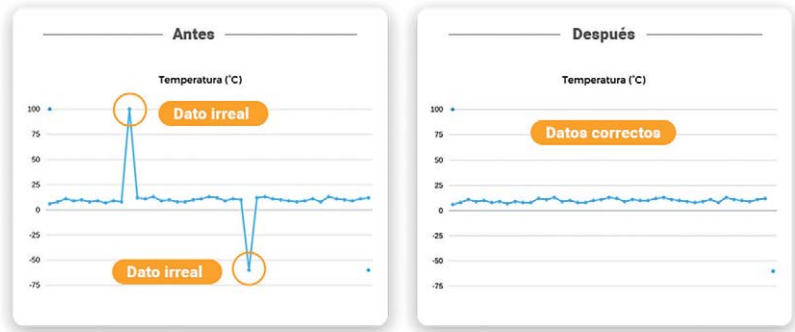 Antes
Temperatura (°C)
100
75
50
25
0
-25
-50
-75
Dato irreal
Dato irreal
Después
Temperatura (°C)
100
75
50
25
0
-25
-50
-75
Datos correctos